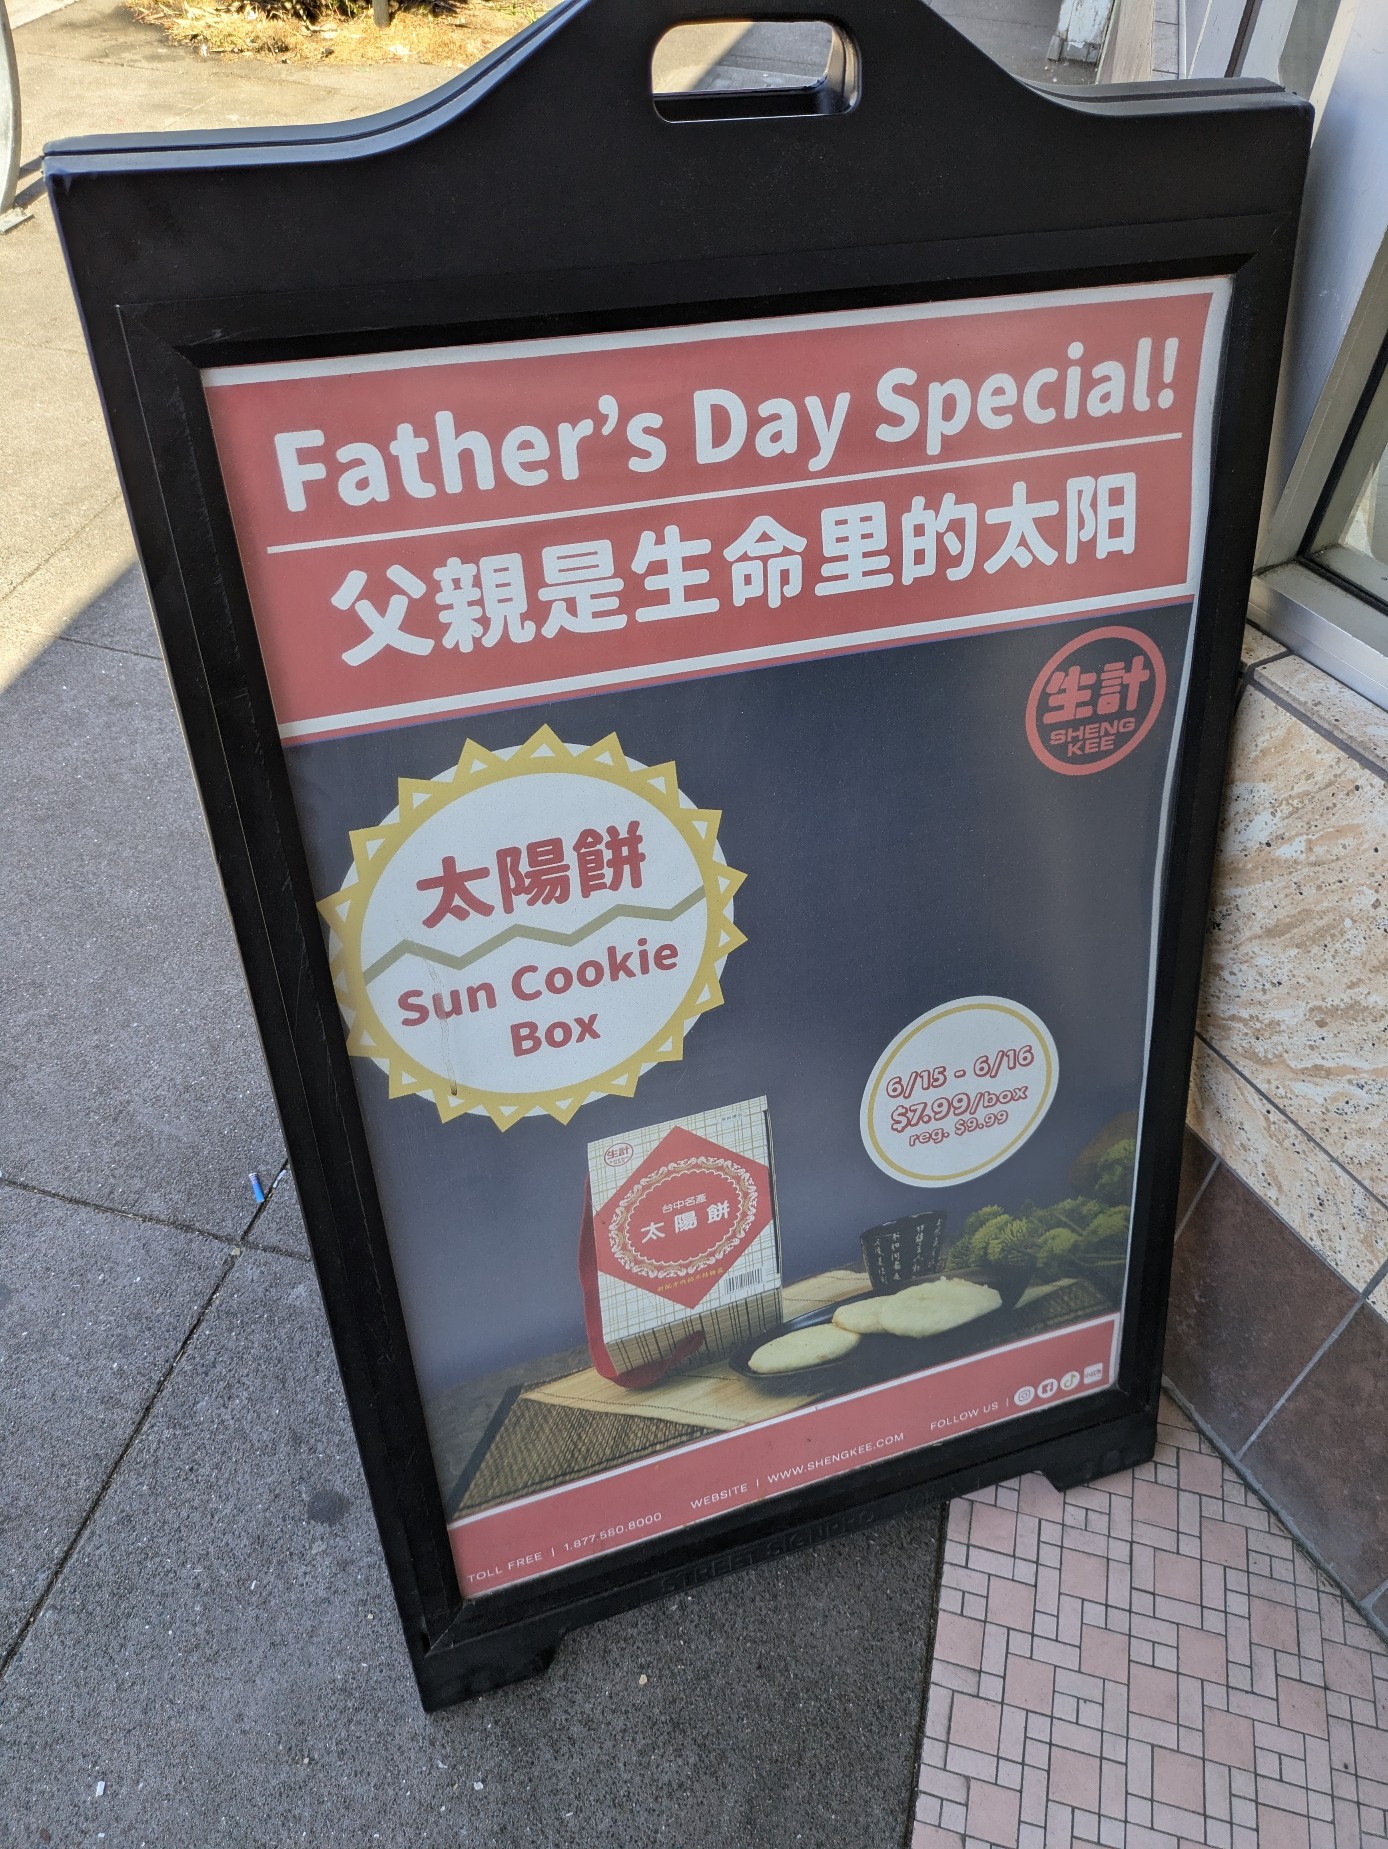 Father's Day Special!
父親是生命里的太阳
生計
SHENG
KEE
太陽餅
Sun Cookie
Box
6/15 - 6/16
$7.99/box
reg. $9.99
生計
台中名產
太陽餅
TOLL FREE | 1.877.580.8000
WEBSITE | WWW.SHENGKEE.COM
FOLLOW US |